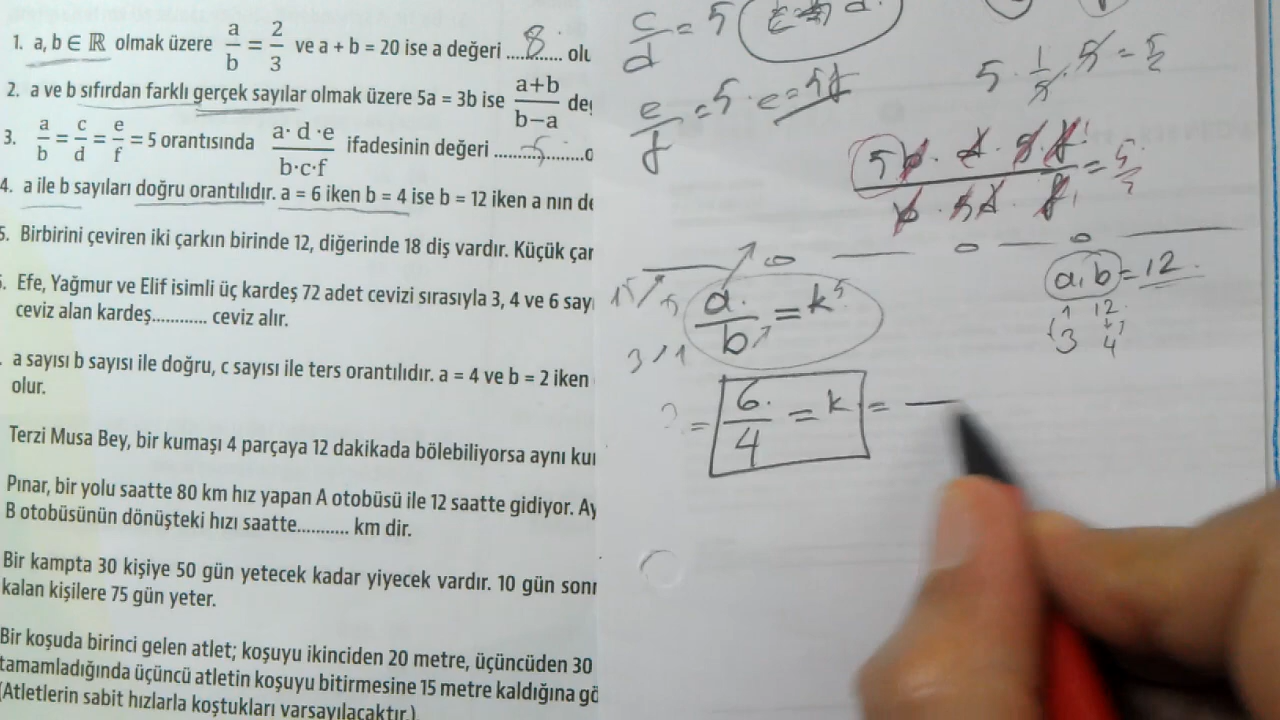 1. a, b ∈ ℝ olmak üzere a/b = 2/3 ve a + b = 20 ise a değeri ....8.... olu
2. a ve b sıfırdan farklı gerçek sayılar olmak üzere 5a = 3b ise a+b/b−a değ
3. a/b = c/d = e/f = 5 orantısında a· d ·e/b·c·f ifadesinin değeri ........5........o
4. a ile b sayıları doğru orantılıdır. a = 6 iken b = 4 ise b = 12 iken a nın de
5. Birbirini çeviren iki çarkın birinde 12, diğerinde 18 diş vardır. Küçük çar
. Efe, Yağmur ve Elif isimli üç kardeş 72 adet cevizi sırasıyla 3, 4 ve 6 sayı
ceviz alan kardeş............ ceviz alır.
. a sayısı b sayısı ile doğru, c sayısı ile ters orantılıdır. a = 4 ve b = 2 iken
olur.
Terzi Musa Bey, bir kumaşı 4 parçaya 12 dakikada bölebiliyorsa aynı ku
Pınar, bir yolu saatte 80 km hız yapan A otobüsü ile 12 saatte gidiyor. Ay
B otobüsünün dönüşteki hızı saatte........... km dir.
Bir kampta 30 kişiye 50 gün yetecek kadar yiyecek vardır. 10 gün sonr
kalan kişilere 75 gün yeter.
Bir koşuda birinci gelen atlet; koşuyu ikinciden 20 metre, üçüncüden 30
tamamladığında üçüncü atletin koşuyu bitirmesine 15 metre kaldığına gö
(Atletlerin sabit hızlarla koştukları varsayılacaktır.)
c/d = 5
e/f = 5 · e = 5f
a/b = k
a.b = 12
1 12
3 4
6/4 = k =